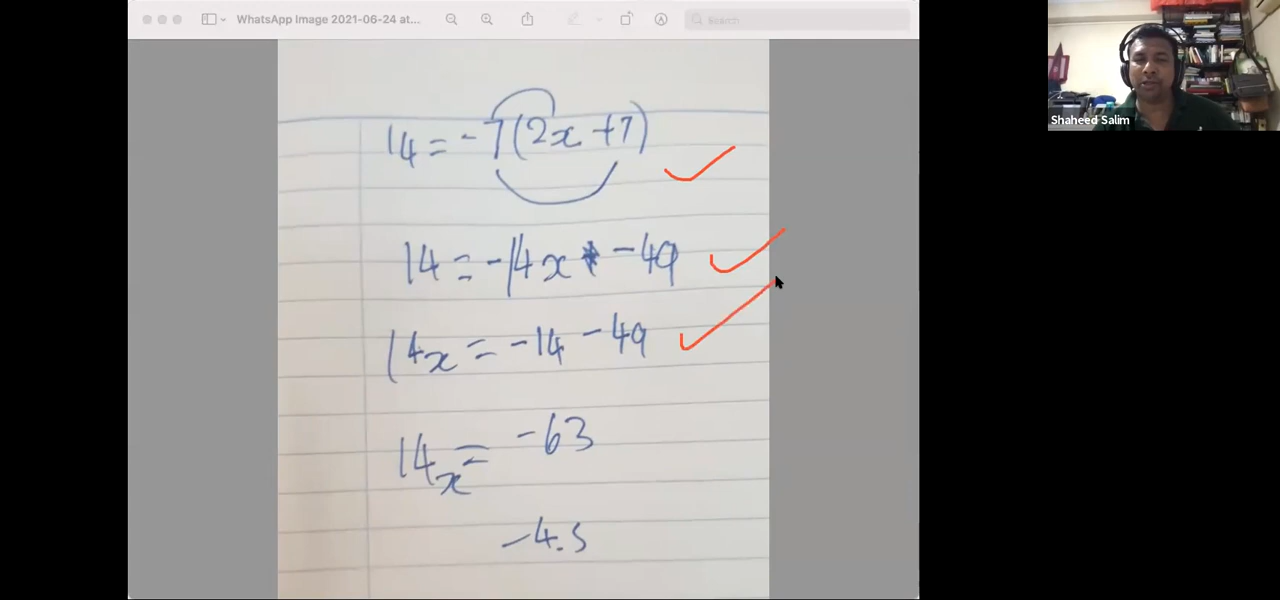 WhatsApp Image 2021-06-24 at...
Search
Shaheed Salim
14 = -7(2x +7)
14 = -14x -49
14x = -14 -49
14x = -63
-4.5